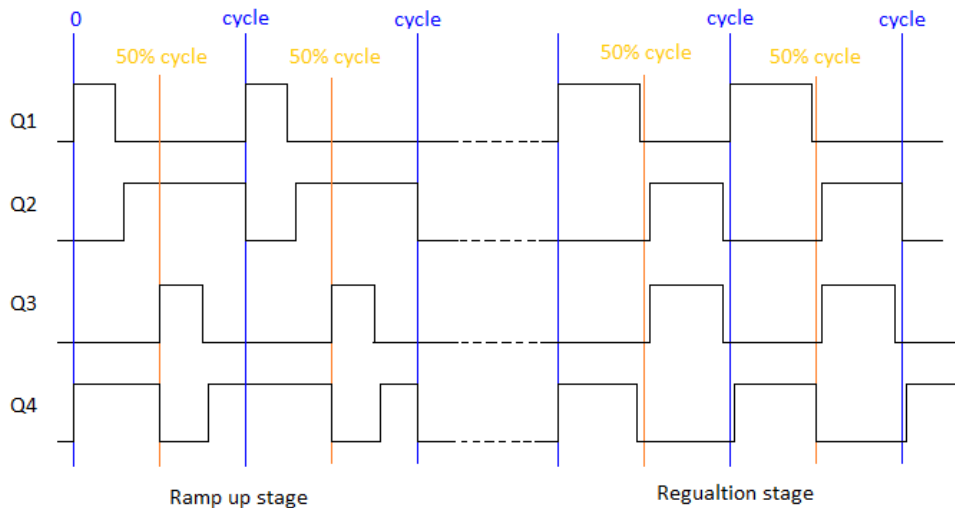 0 cycle cycle cycle cycle
50% cycle 50% cycle 50% cycle 50% cycle
Q1
Q2
Q3
Q4
Ramp up stage Regualtion stage